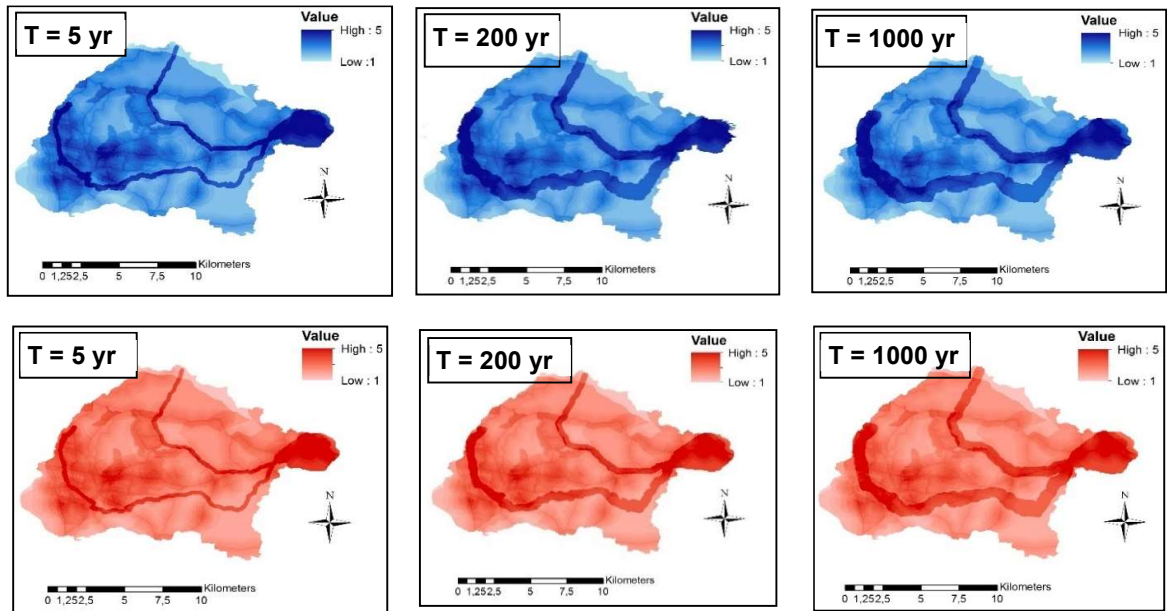 T = 5 yr
Value
High : 5
Low : 1
N
Kilometers
0 1,252,5 5 7,5 10
T = 200 yr
Value
High : 5
Low : 1
N
Kilometers
0 1,252,5 5 7,5 10
T = 1000 yr
Value
High : 5
Low : 1
N
Kilometers
0 1,252,5 5 7,5 10
T = 5 yr
Value
High : 5
Low : 1
N
Kilometers
0 1,252,5 5 7,5 10
T = 200 yr
Value
High : 5
Low : 1
N
Kilometers
0 1,252,5 5 7,5 10
T = 1000 yr
Value
High : 5
Low : 1
N
Kilometers
0 1,252,5 5 7,5 10